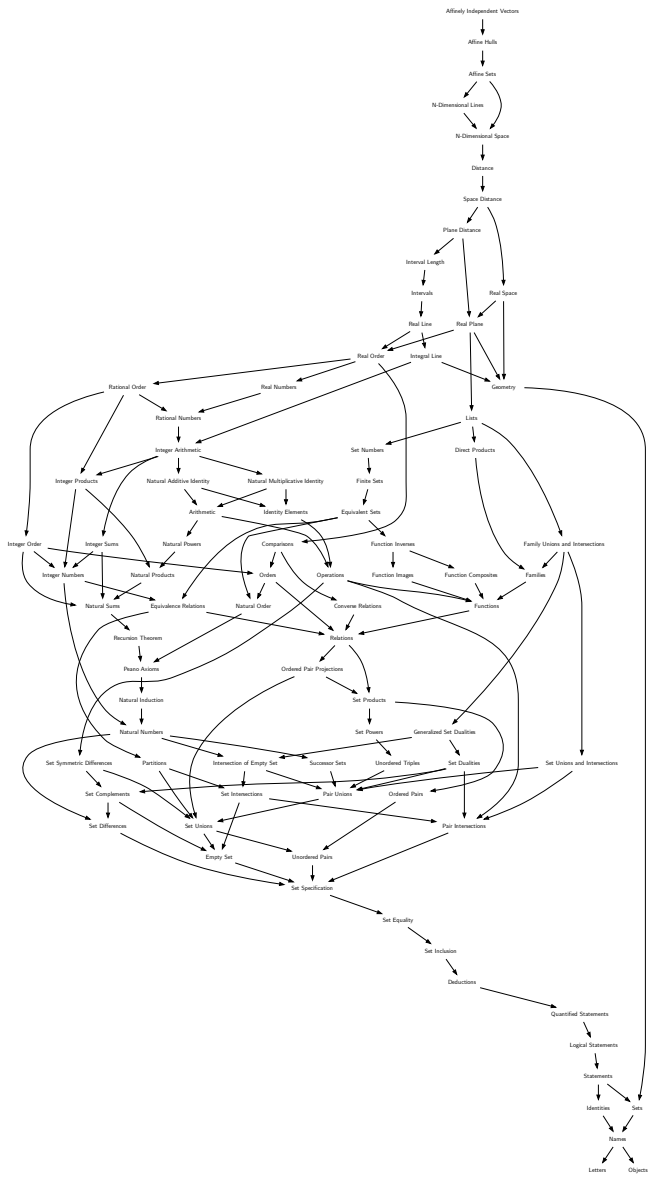 Affinely Independent Vectors
Affine Hulls
Affine Sets
N-Dimensional Lines
N-Dimensional Space
Distance
Space Distance
Plane Distance
Interval Length
Intervals Real Space
Real Line Real Plane
Real Order Integral Line
Rational Order Real Numbers Geometry
Rational Numbers Lists
Integer Arithmetic Set Numbers Direct Products
Integer Products Natural Additive Identity Natural Multiplicative Identity Finite Sets
Arithmetic Identity Elements Equivalent Sets
Integer Order Integer Sums Natural Powers Comparisons Function Inverses Family Unions and Intersections
Integer Numbers Natural Products Orders Operations Function Images Function Composites Families
Natural Sums Equivalence Relations Natural Order Converse Relations Functions
Recursion Theorem Relations
Peano Axioms Ordered Pair Projections
Natural Induction Set Products
Natural Numbers Set Powers Generalized Set Dualities
Set Symmetric Differences Partitions Intersection of Empty Set Successor Sets Unordered Triples Set Dualities Set Unions and Intersections
Set Complements Set Intersections Pair Unions Ordered Pairs
Set Differences Set Unions Pair Intersections
Empty Set Unordered Pairs
Set Specification
Set Equality
Set Inclusion
Deductions
Quantified Statements
Logical Statements
Statements
Identities Sets
Names
Letters Objects